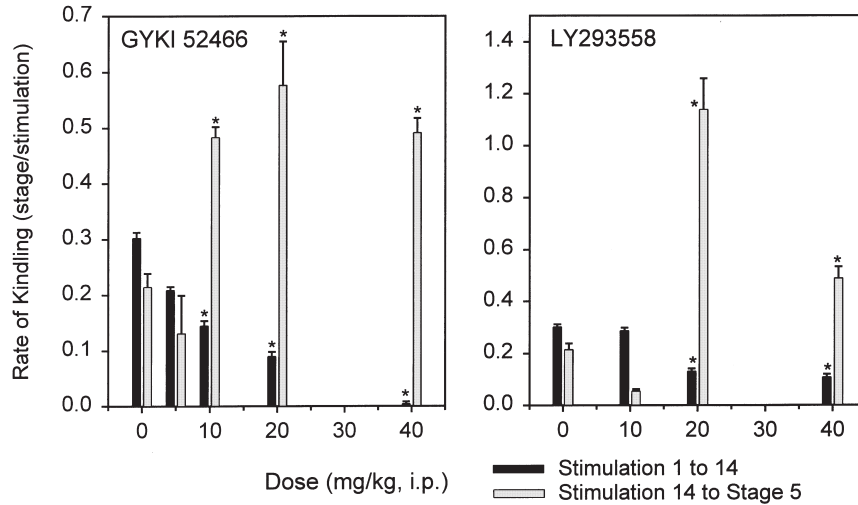 GYKI 52466
LY293558
Rate of Kindling (stage/stimulation)
0.7
0.6
0.5
0.4
0.3
0.2
0.1
0.0
1.4
1.2
1.0
0.8
0.6
0.4
0.2
0.0
* * * * *
* * * *
0 10 20 30 40
0 10 20 30 40
Dose (mg/kg, i.p.)
Stimulation 1 to 14
Stimulation 14 to Stage 5